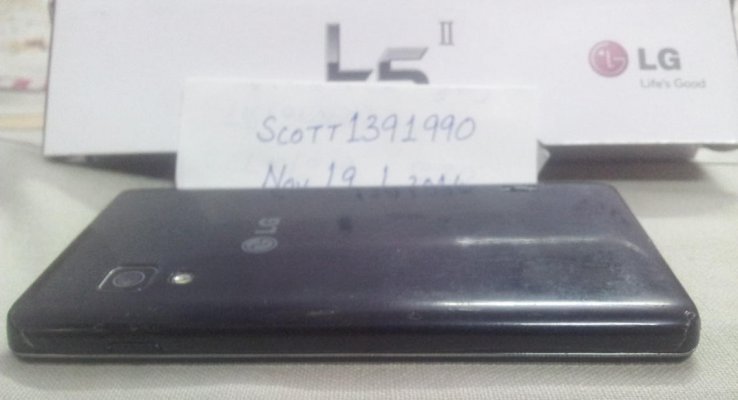 L5 II
LG
Life's Good
SCOTT1391990
Nov 19,
LG